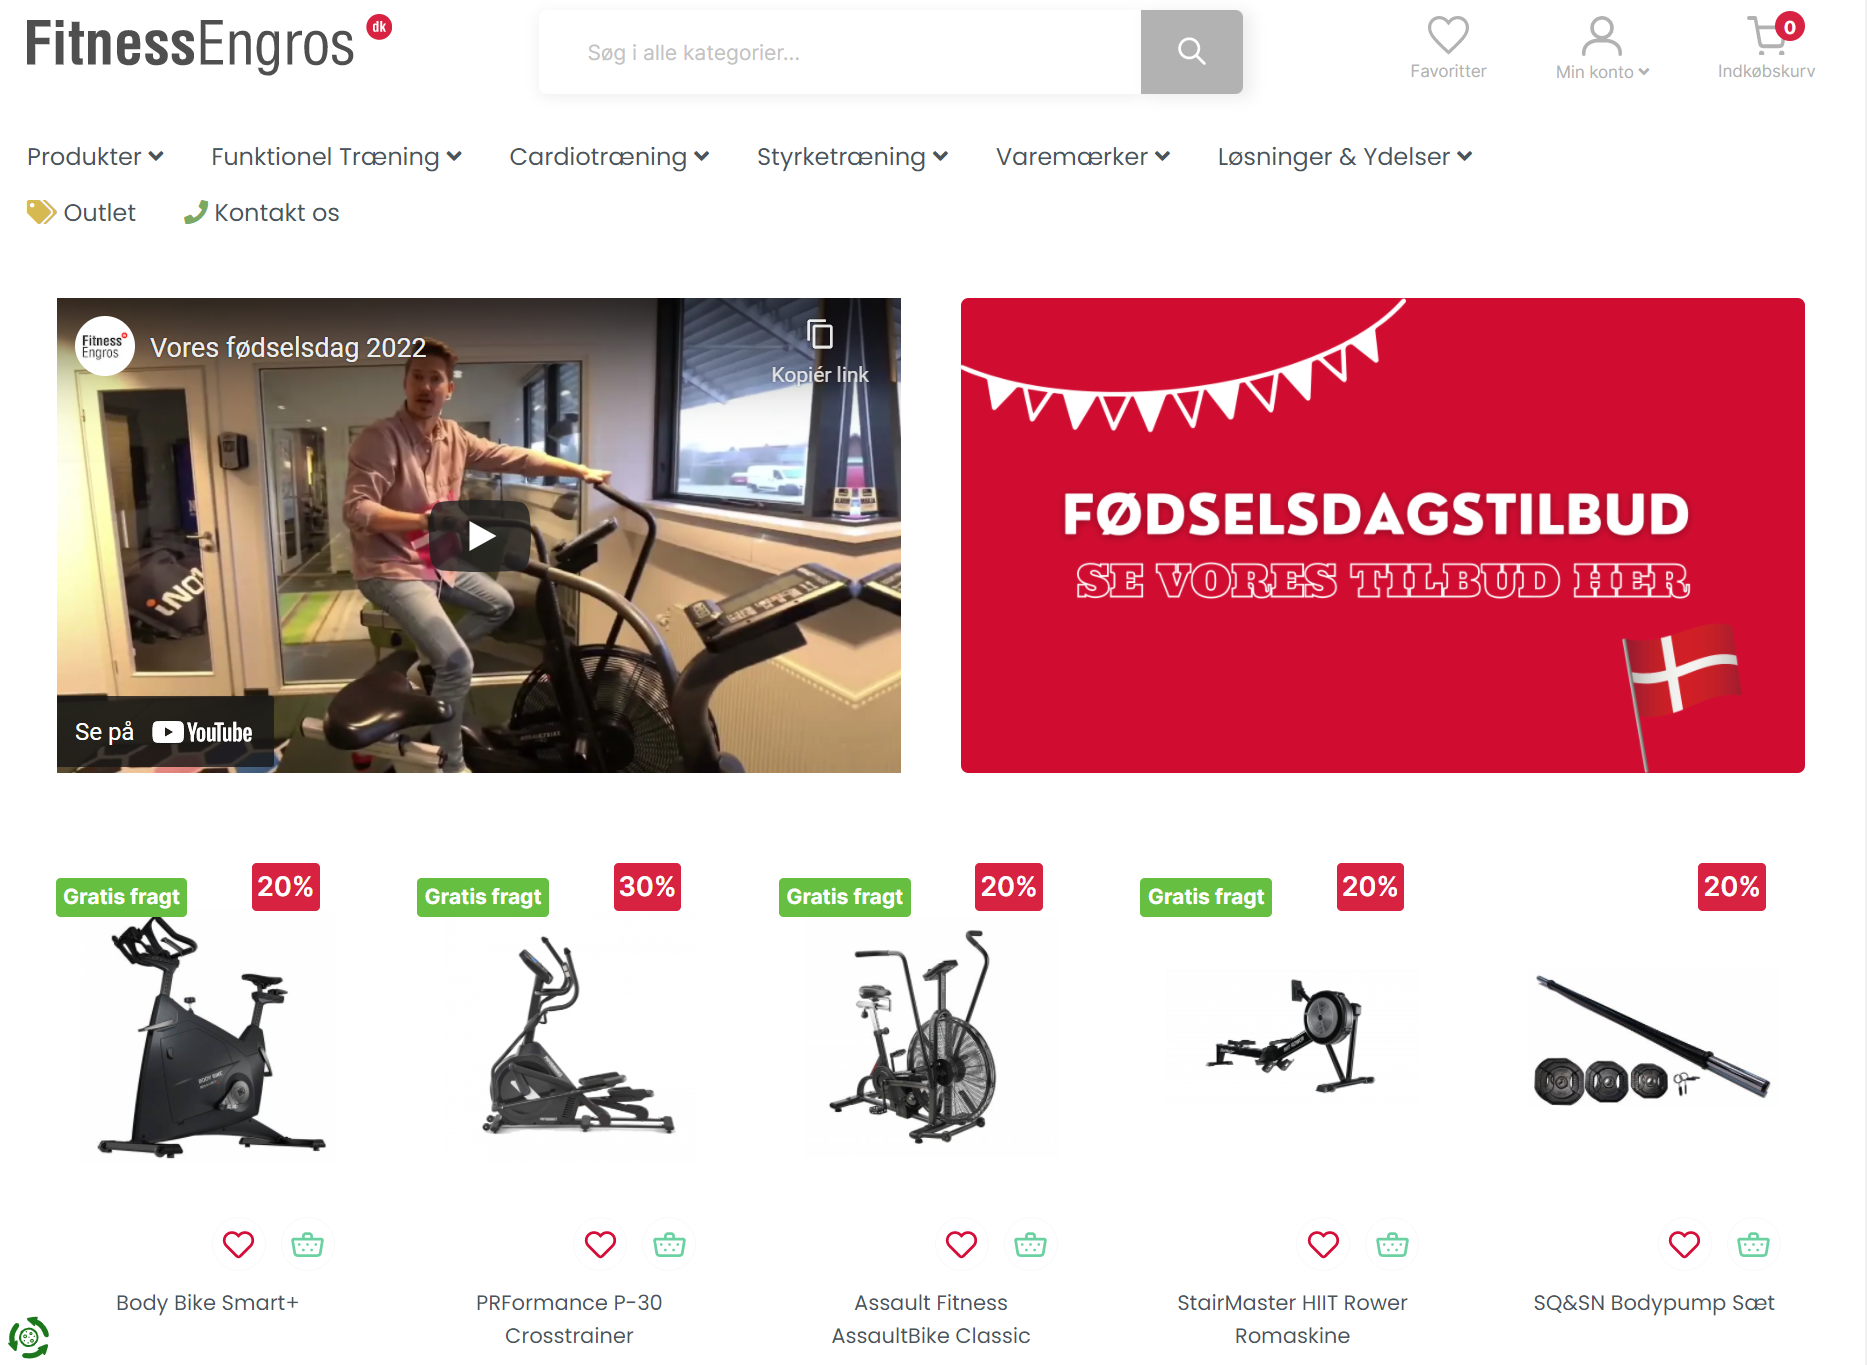 FitnessEngros dk
Søg i alle kategorier...
Favoritter
Min konto
0
Indkøbskurv
Produkter
Funktionel Træning
Cardiotræning
Styrketræning
Varemærker
Løsninger & Ydelser
Outlet
Kontakt os
Fitness
Engros
Vores fødselsdag 2022
Kopiér link
Se på YouTube
FØDSELSDAGSTILBUD
SE VORES TILBUD HER
Gratis fragt
20%
Gratis fragt
30%
Gratis fragt
20%
Gratis fragt
20%
20%
BODY BIKE
Body Bike Smart+
PRFormance P-30
Crosstrainer
Assault Fitness
AssaultBike Classic
StairMaster HIIT Rower
Romaskine
SQ&SN Bodypump Sæt